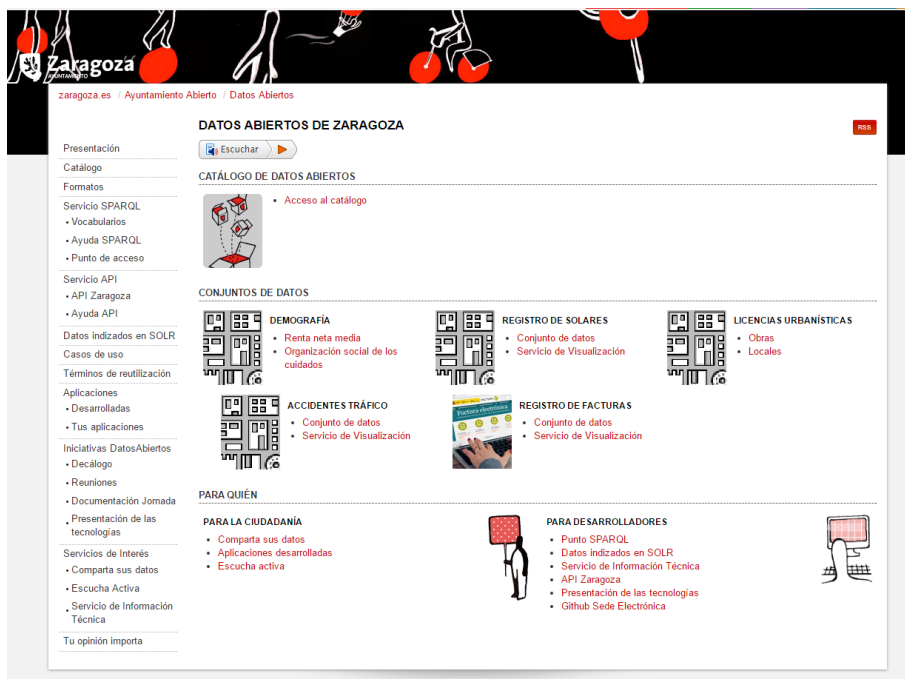 Zaragoza
AYUNTAMIENTO
zaragoza.es / Ayuntamiento Abierto / Datos Abiertos
DATOS ABIERTOS DE ZARAGOZA
RSS
Escuchar
Presentación
Catálogo
Formatos
Servicio SPARQL
• Vocabularios
• Ayuda SPARQL
• Punto de acceso
Servicio API
• API Zaragoza
• Ayuda API
Datos indizados en SOLR
Casos de uso
Términos de reutilización
Aplicaciones
• Desarrolladas
• Tus aplicaciones
Iniciativas DatosAbiertos
• Decálogo
• Reuniones
• Documentación Jornada
• Presentación de las
tecnologías
Servicios de Interés
• Comparta sus datos
• Escucha Activa
• Servicio de Información
Técnica
Tu opinión importa
CATÁLOGO DE DATOS ABIERTOS
• Acceso al catálogo
CONJUNTOS DE DATOS
DEMOGRAFÍA
• Renta neta media
• Organización social de los
cuidados
REGISTRO DE SOLARES
• Conjunto de datos
• Servicio de Visualización
LICENCIAS URBANÍSTICAS
• Obras
• Locales
ACCIDENTES TRÁFICO
• Conjunto de datos
• Servicio de Visualización
Factura electrónica
REGISTRO DE FACTURAS
• Conjunto de datos
• Servicio de Visualización
PARA QUIÉN
PARA LA CIUDADANÍA
• Comparta sus datos
• Aplicaciones desarrolladas
• Escucha activa
PARA DESARROLLADORES
• Punto SPARQL
• Datos indizados en SOLR
• Servicio de Información Técnica
• API Zaragoza
• Presentación de las tecnologías
• Github Sede Electrónica